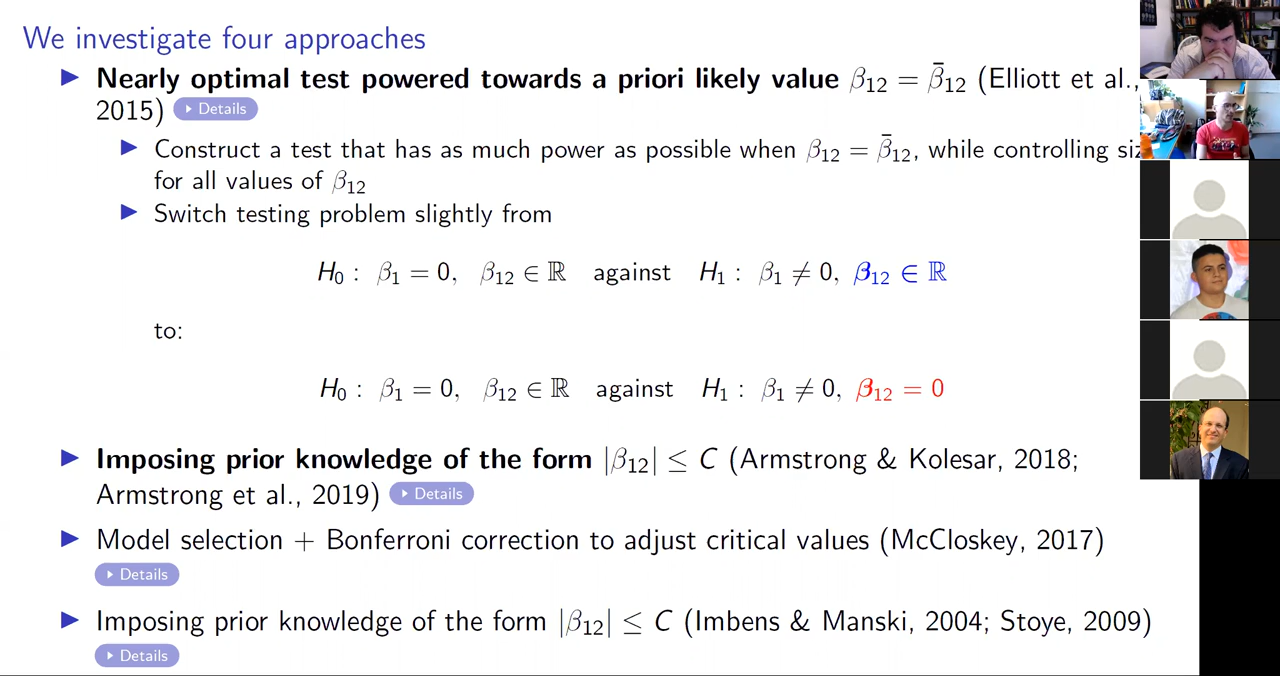 We investigate four approaches
▶ Nearly optimal test powered towards a priori likely value β₁₂ = β̄₁₂ (Elliott et al.,
2015) ▸ Details
▶ Construct a test that has as much power as possible when β₁₂ = β̄₁₂, while controlling
for all values of β₁₂
▶ Switch testing problem slightly from
H₀ : β₁ = 0, β₁₂ ∈ ℝ against H₁ : β₁ ≠ 0, β₁₂ ∈ ℝ
to:
H₀ : β₁ = 0, β₁₂ ∈ ℝ against H₁ : β₁ ≠ 0, β₁₂ = 0
▶ Imposing prior knowledge of the form |β₁₂| ≤ C (Armstrong & Kolesar, 2018;
Armstrong et al., 2019) ▸ Details
▶ Model selection + Bonferroni correction to adjust critical values (McCloskey, 2017)
▸ Details
▶ Imposing prior knowledge of the form |β₁₂| ≤ C (Imbens & Manski, 2004; Stoye, 2009)
▸ Details